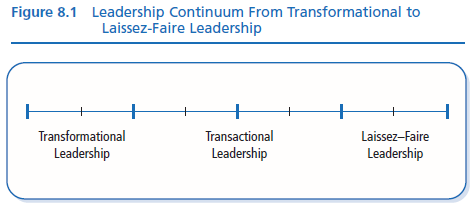 Figure 8.1 Leadership Continuum From Transformational to
Laissez-Faire Leadership
Transformational
Leadership
Transactional
Leadership
Laissez–Faire
Leadership